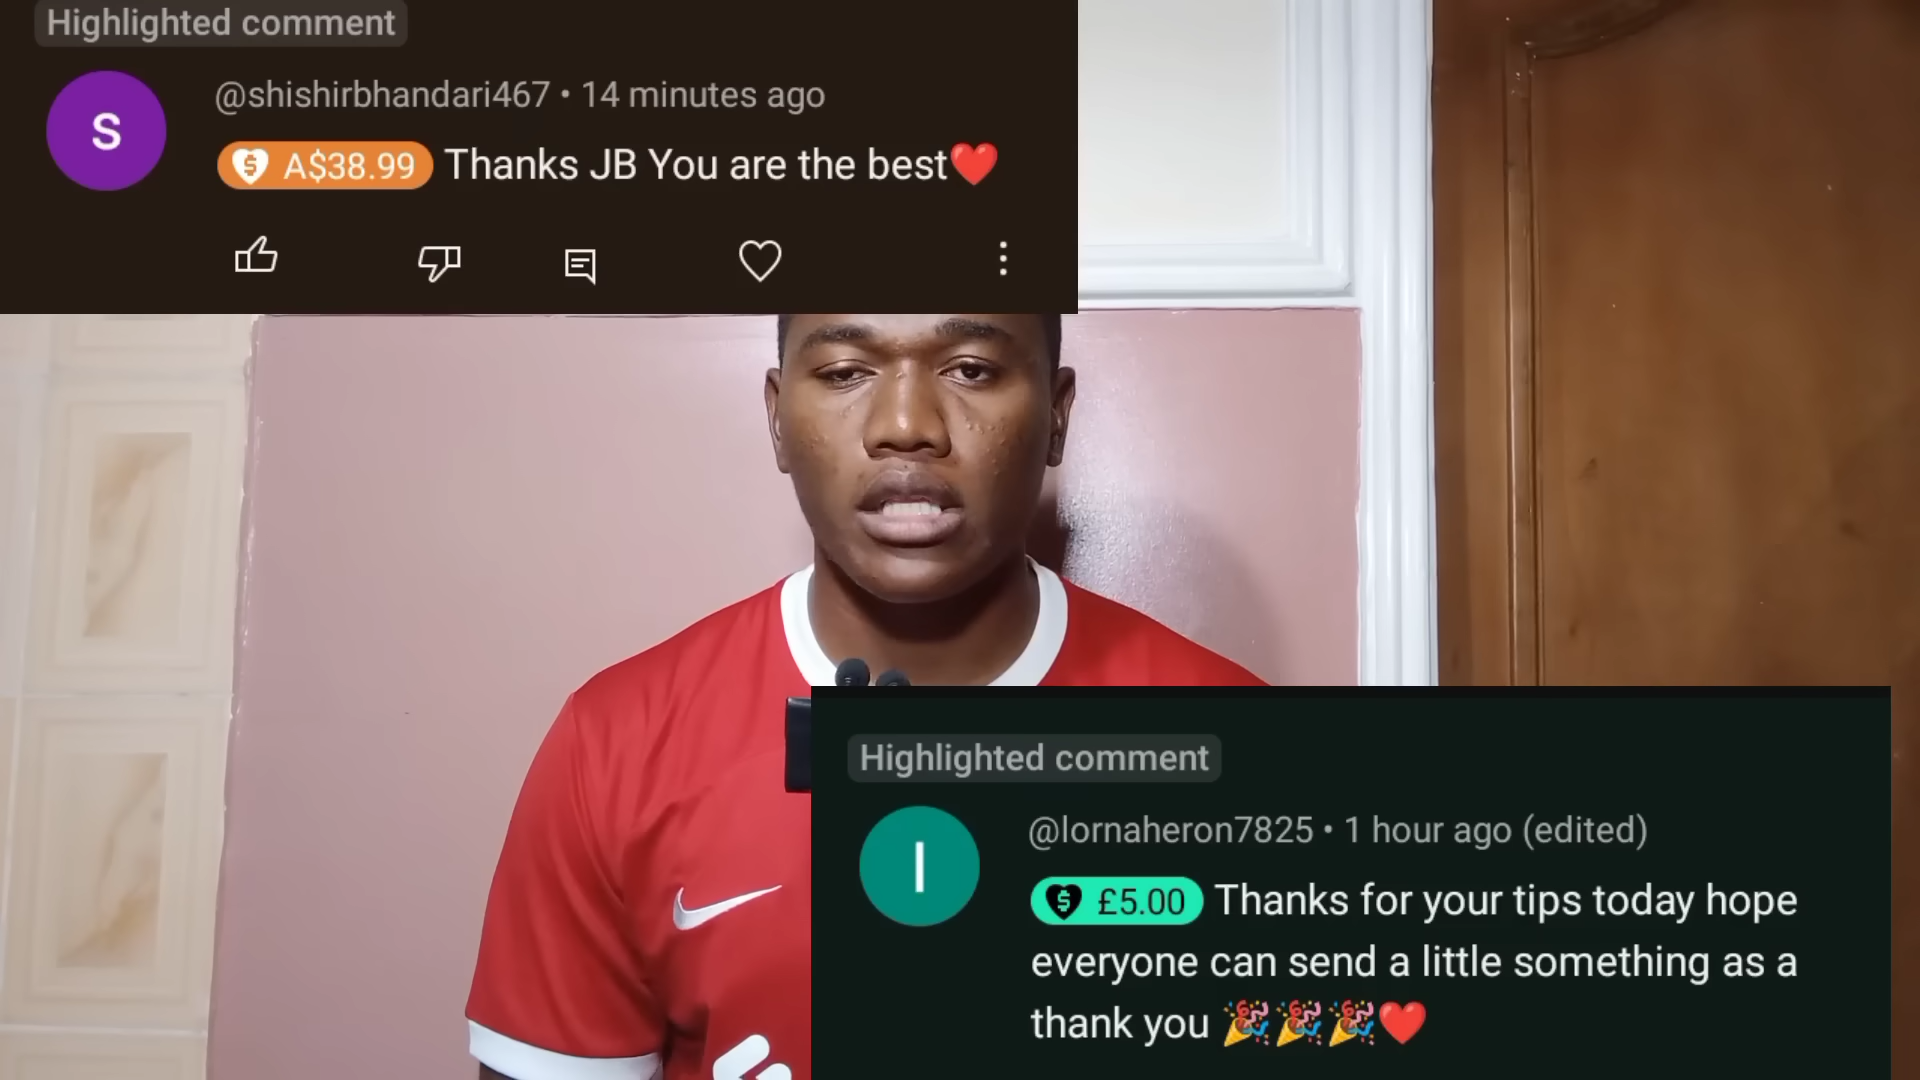 Highlighted comment
S
@shishirbhandari467 • 14 minutes ago
A$38.99 Thanks JB You are the best❤️
Highlighted comment
l
@lornaheron7825 • 1 hour ago (edited)
£5.00 Thanks for your tips today hope
everyone can send a little something as a
thank you 🎉🎉🎉❤️